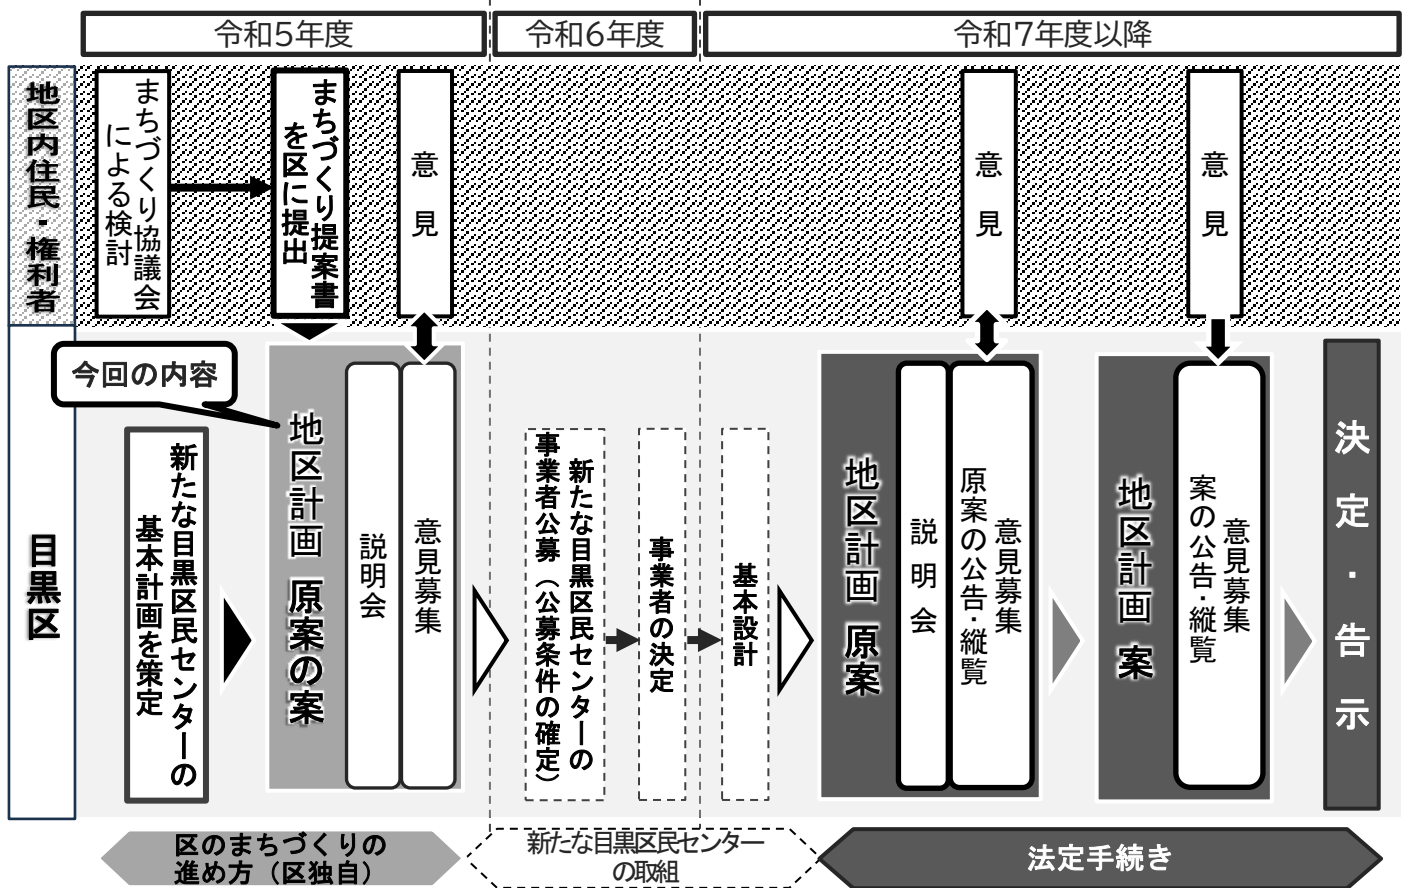 令和5年度
令和6年度
令和7年度以降
地区内住民・権利者
まちづくり協議会
による検討
まちづくり提案書
を区に提出
意見
意見
意見
目黒区
今回の内容
新たな目黒区民センターの
基本計画を策定
地区計画 原案の案
説明会
意見募集
新たな目黒区民センターの
事業者公募（公募条件の確定）
事業者の決定
基本設計
地区計画 原案
説明会
意見募集
原案の公告・縦覧
地区計画 案
意見募集
案の公告・縦覧
決定・告示
区のまちづくりの
進め方（区独自）
新たな目黒区民センター
の取組
法定手続き